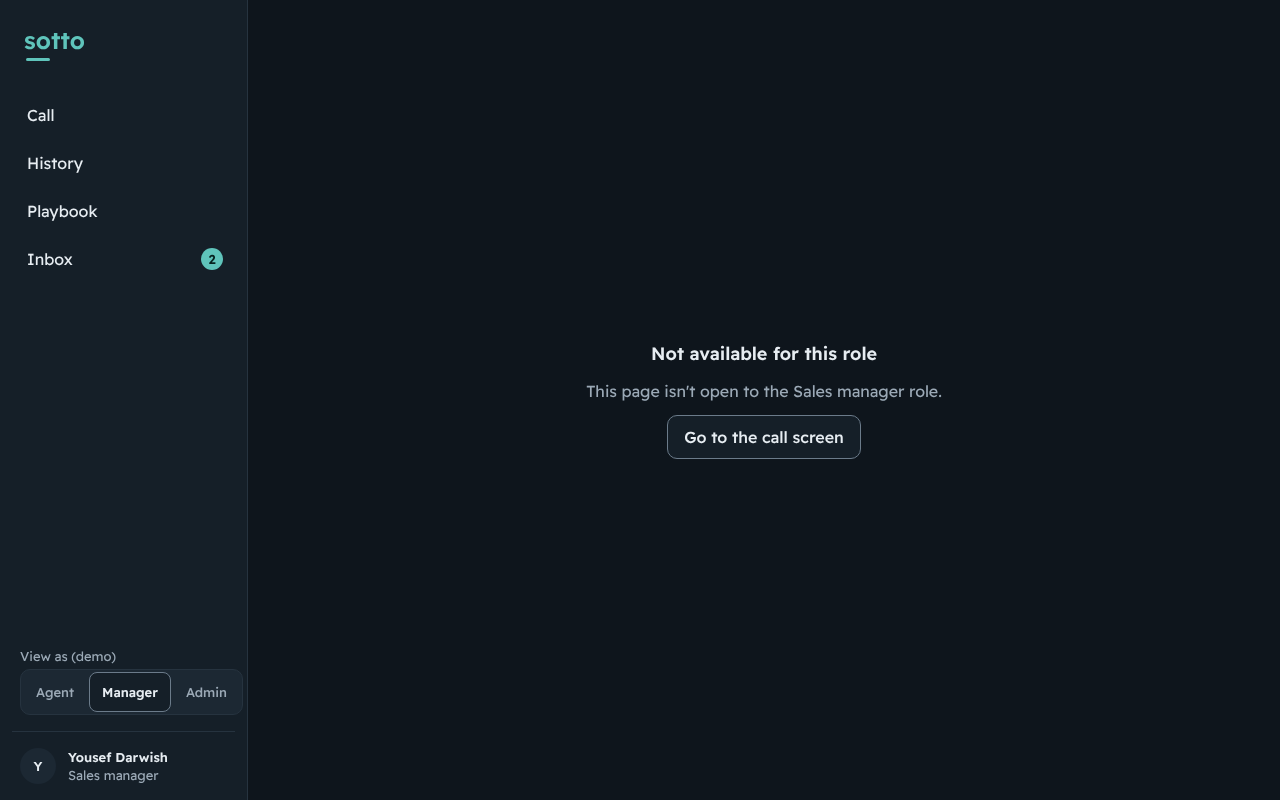 sotto
Call
History
Playbook
Inbox 2
Not available for this role
This page isn't open to the Sales manager role.
Go to the call screen
View as (demo)
Agent Manager Admin
Y
Yousef Darwish
Sales manager